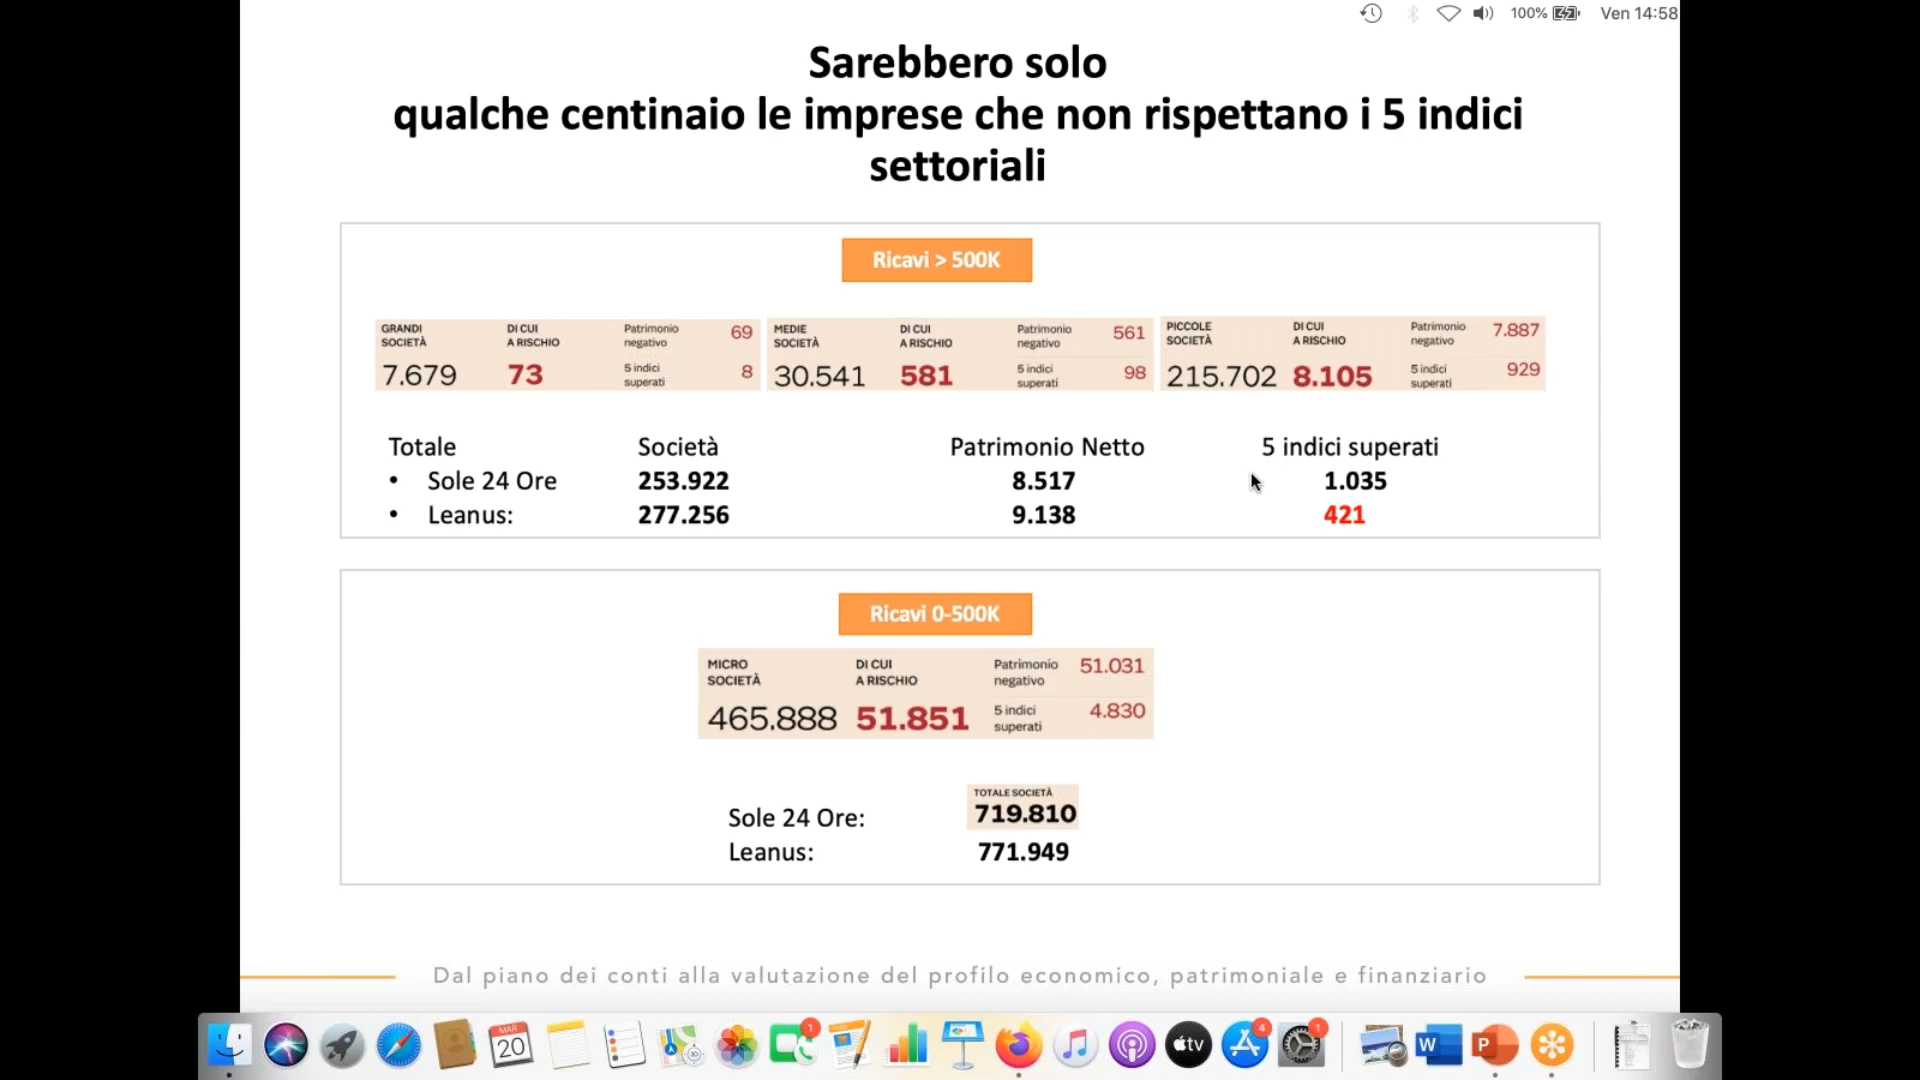 100% Ven 14:58
Sarebbero solo
qualche centinaio le imprese che non rispettano i 5 indici
settoriali
Ricavi > 500K
GRANDI SOCIETÀ 7.679 DI CUI A RISCHIO 73 Patrimonio negativo 69 5 indici superati 8
MEDIE SOCIETÀ 30.541 DI CUI A RISCHIO 581 Patrimonio negativo 561 5 indici superati 98
PICCOLE SOCIETÀ 215.702 DI CUI A RISCHIO 8.105 Patrimonio negativo 7.887 5 indici superati 929
Totale Società Patrimonio Netto 5 indici superati
• Sole 24 Ore 253.922 8.517 1.035
• Leanus: 277.256 9.138 421
Ricavi 0-500K
MICRO SOCIETÀ 465.888 DI CUI A RISCHIO 51.851 Patrimonio negativo 51.031 5 indici superati 4.830
TOTALE SOCIETÀ
Sole 24 Ore: 719.810
Leanus: 771.949
Dal piano dei conti alla valutazione del profilo economico, patrimoniale e finanziario
MAR
20
1
tv
4
1
W
P